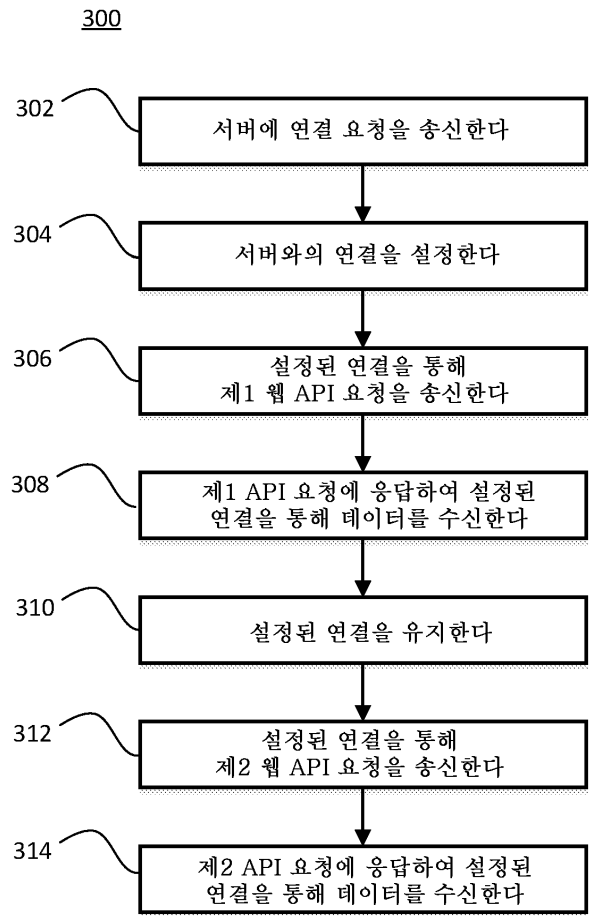 300
302
서버에 연결 요청을 송신한다
304
서버와의 연결을 설정한다
306
설정된 연결을 통해
제1 웹 API 요청을 송신한다
308
제1 API 요청에 응답하여 설정된
연결을 통해 데이터를 수신한다
310
설정된 연결을 유지한다
312
설정된 연결을 통해
제2 웹 API 요청을 송신한다
314
제2 API 요청에 응답하여 설정된
연결을 통해 데이터를 수신한다